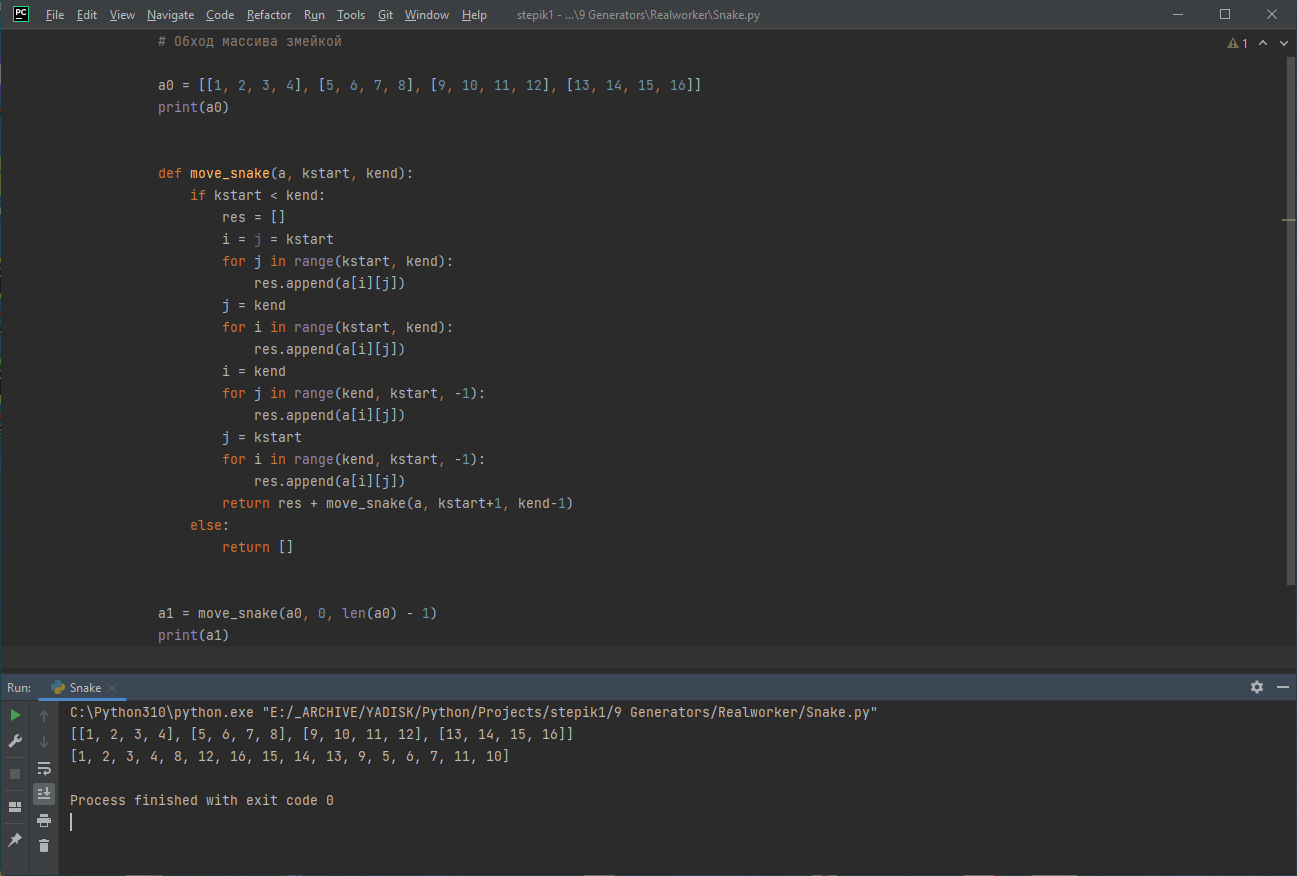 PC File Edit View Navigate Code Refactor Run Tools Git Window Help stepik1 - ...\9 Generators\Realworker\Snake.py
# Обход массива змейкой
1
a0 = [[1, 2, 3, 4], [5, 6, 7, 8], [9, 10, 11, 12], [13, 14, 15, 16]]
print(a0)
def move_snake(a, kstart, kend):
if kstart < kend:
res = []
i = j = kstart
for j in range(kstart, kend):
res.append(a[i][j])
j = kend
for i in range(kstart, kend):
res.append(a[i][j])
i = kend
for j in range(kend, kstart, -1):
res.append(a[i][j])
j = kstart
for i in range(kend, kstart, -1):
res.append(a[i][j])
return res + move_snake(a, kstart+1, kend-1)
else:
return []
a1 = move_snake(a0, 0, len(a0) - 1)
print(a1)
Run: Snake
C:\Python310\python.exe "E:/_ARCHIVE/YADISK/Python/Projects/stepik1/9 Generators/Realworker/Snake.py"
[[1, 2, 3, 4], [5, 6, 7, 8], [9, 10, 11, 12], [13, 14, 15, 16]]
[1, 2, 3, 4, 8, 12, 16, 15, 14, 13, 9, 5, 6, 7, 11, 10]
Process finished with exit code 0